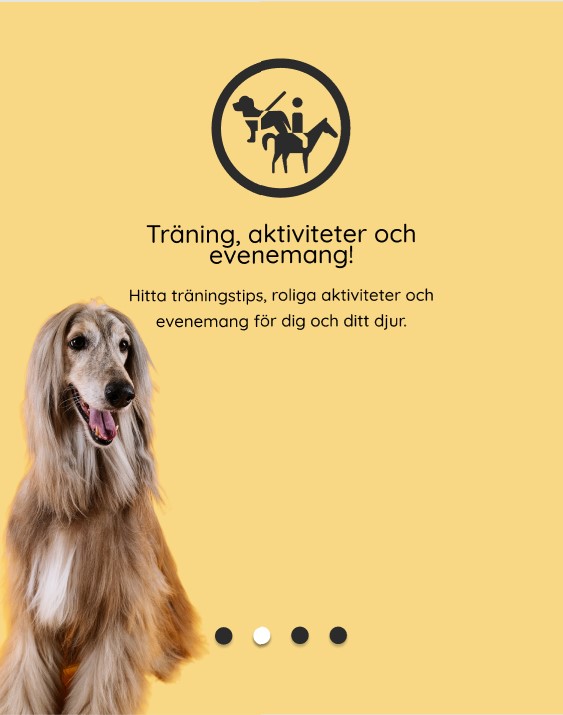 Träning, aktiviteter och
evenemang!
Hitta träningstips, roliga aktiviteter och
evenemang för dig och ditt djur.